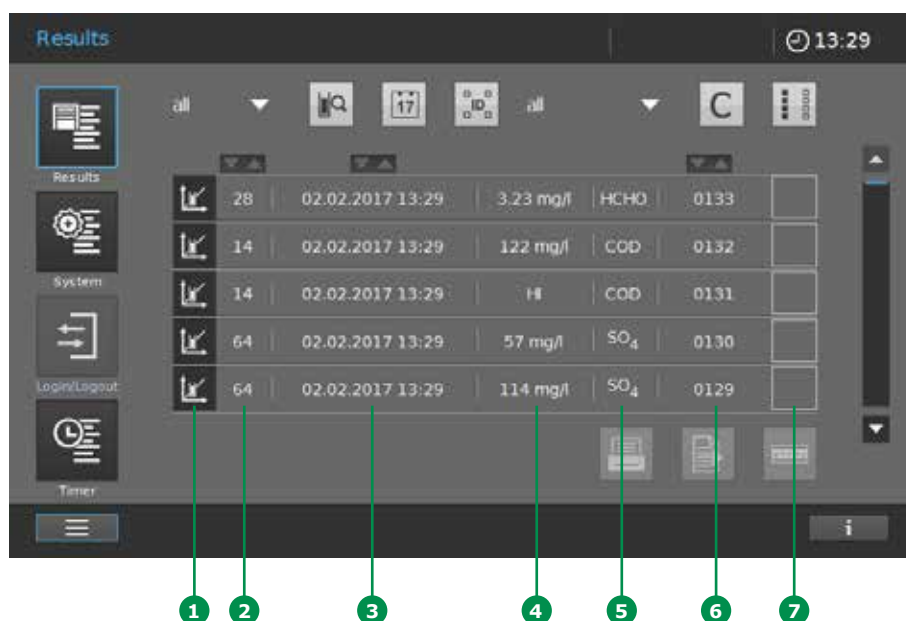 Results 13:29
all 17 ID all C
Results
28 02.02.2017 13:29 3.23 mg/l HCHO 0133
14 02.02.2017 13:29 122 mg/l COD 0132
System
14 02.02.2017 13:29 HI COD 0131
64 02.02.2017 13:29 57 mg/l SO₄ 0130
Login/Logout
64 02.02.2017 13:29 114 mg/l SO₄ 0129
Timer
i
1 2 3 4 5 6 7